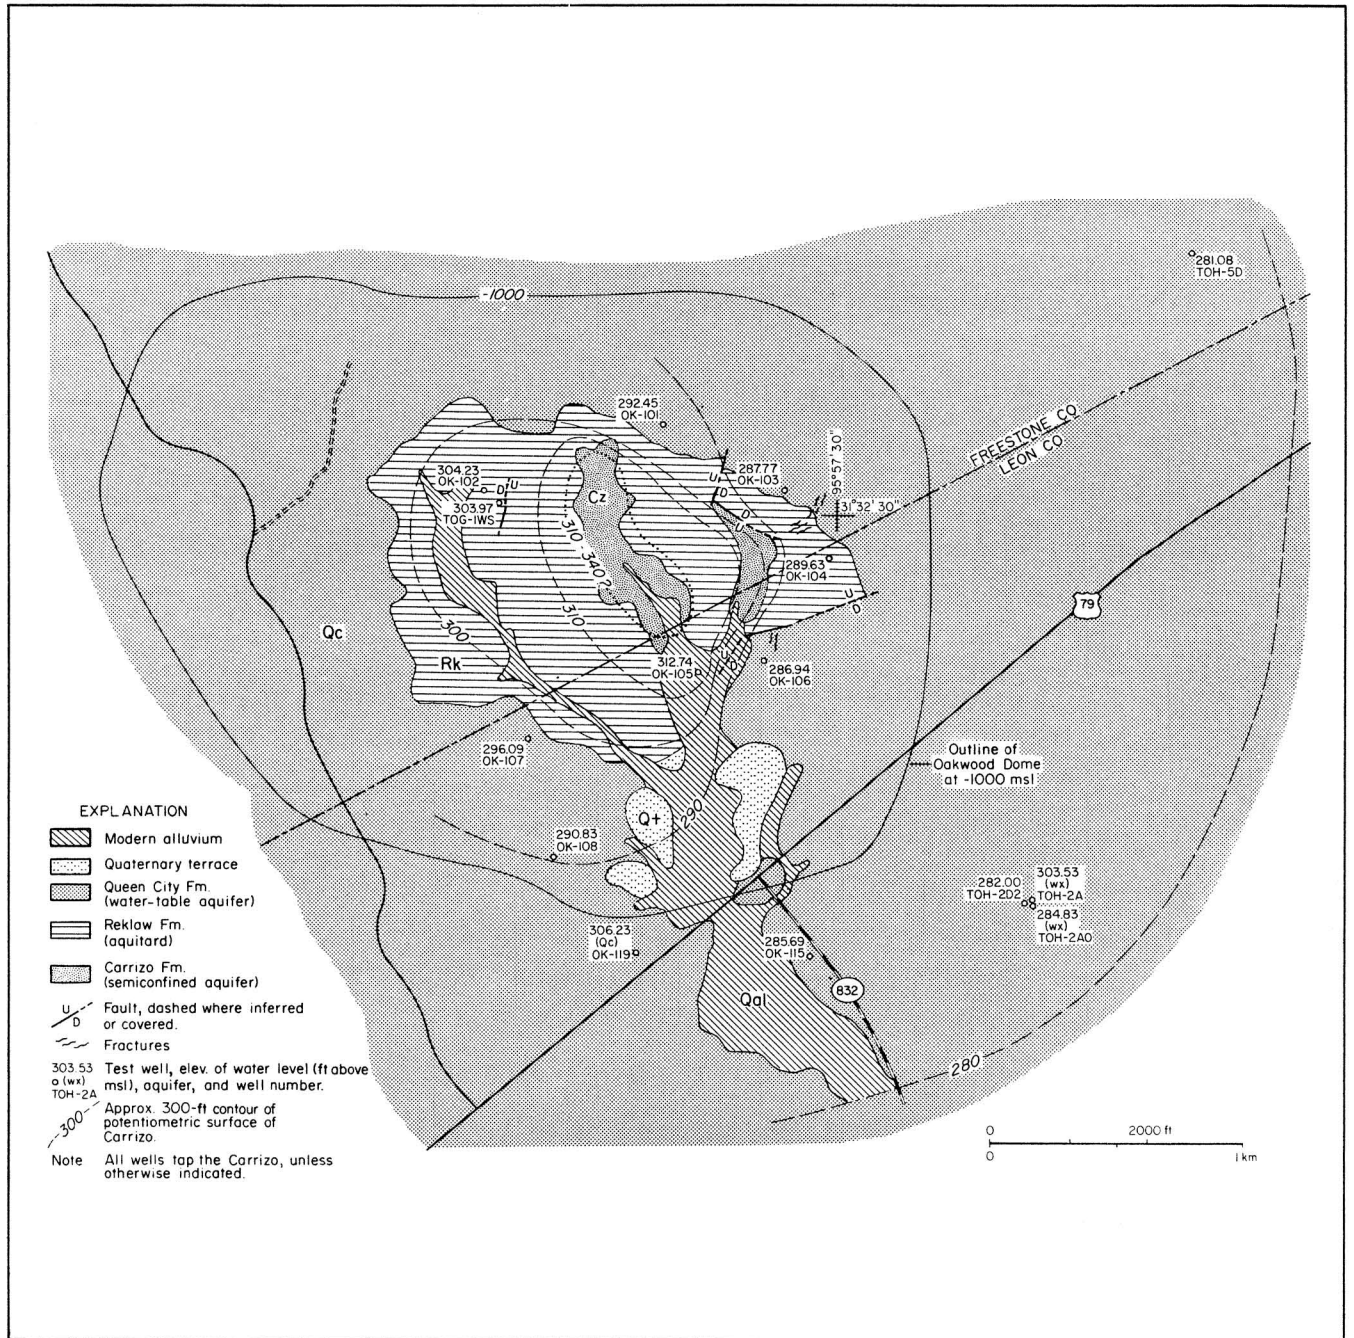 281.08
TOH-5D
-1000
FREESTONE CO
LEON CO
292.45
OK-101
95°57'30"
304.23
OK-102
D
U
287.77
OK-103
U
D
D
U
31°32'30"
Cz
303.97
TOG-1WS
310-340?
289.63
OK-104
79
U
D
310
300
Qc
Rk
312.74
OK-105
U
D
286.94
OK-106
296.09
OK-107
Outline of
Oakwood Dome
at -1000 msl
Q+
290
290.83
OK-108
282.00
TOH-2D2
303.53
(wx)
TOH-2A
284.83
(wx)
TOH-2AO
306.23
(Qc)
OK-119
285.69
OK-115
832
Qal
280
EXPLANATION
Modern alluvium
Quaternary terrace
Queen City Fm.
(water-table aquifer)
Reklaw Fm.
(aquitard)
Carrizo Fm.
(semiconfined aquifer)
U
D
Fault, dashed where inferred
or covered.
Fractures
303.53
(wx)
TOH-2A
Test well, elev. of water level (ft above
msl), aquifer, and well number.
300
Approx. 300-ft contour of
potentiometric surface of
Carrizo.
Note All wells tap the Carrizo, unless
otherwise indicated.
0 2000 ft
0 1 km